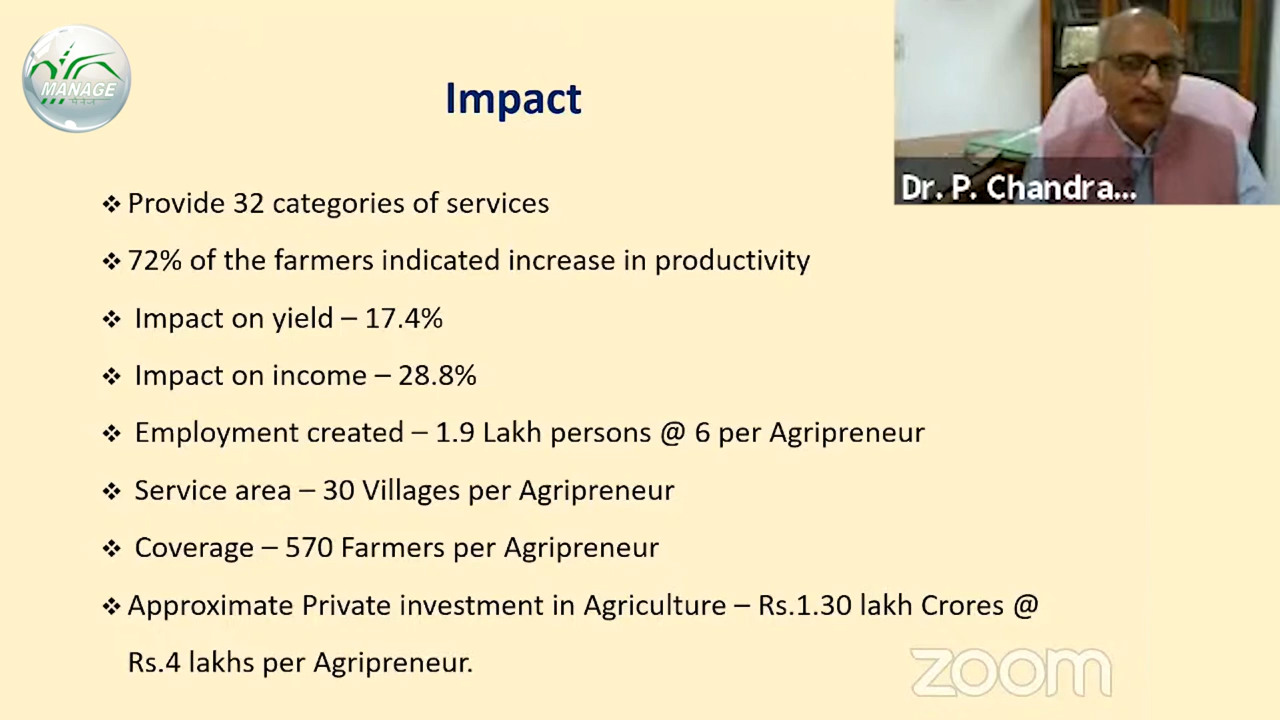 MANAGE
Impact
Dr. P. Chandra...
❖ Provide 32 categories of services
❖ 72% of the farmers indicated increase in productivity
❖ Impact on yield – 17.4%
❖ Impact on income – 28.8%
❖ Employment created – 1.9 Lakh persons @ 6 per Agripreneur
❖ Service area – 30 Villages per Agripreneur
❖ Coverage – 570 Farmers per Agripreneur
❖ Approximate Private investment in Agriculture – Rs.1.30 lakh Crores @
Rs.4 lakhs per Agripreneur.
zoom